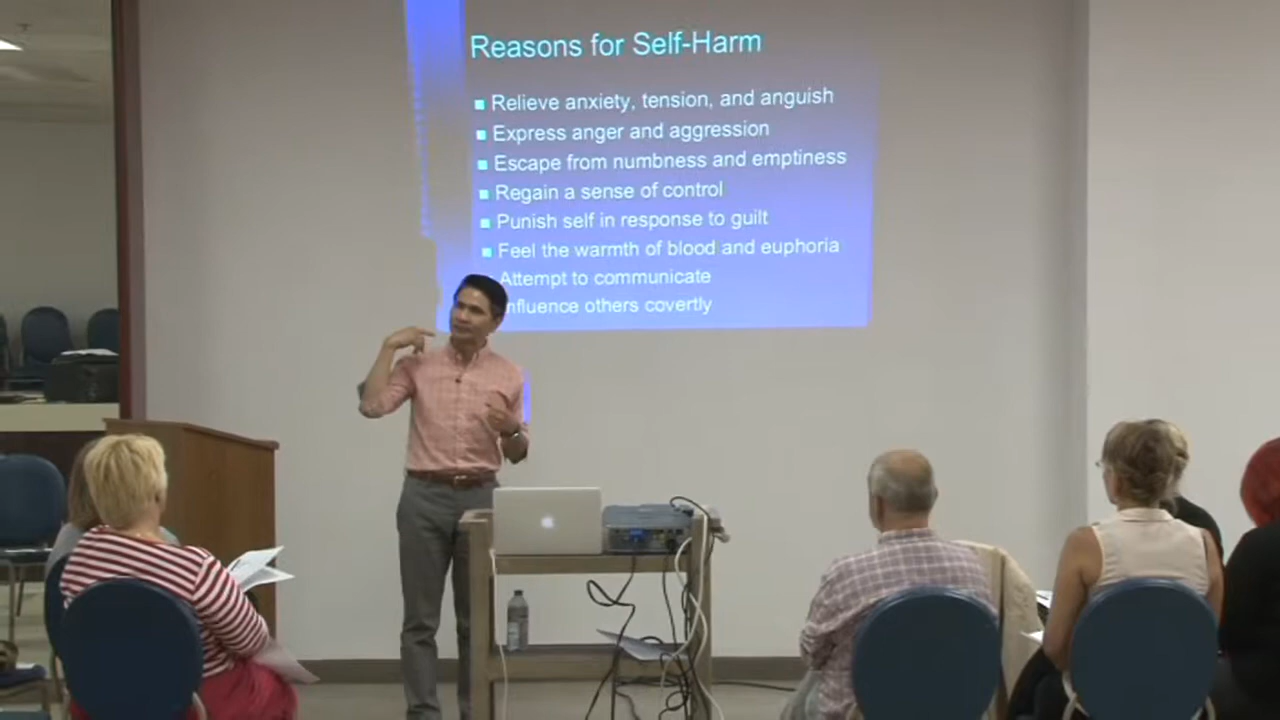 Reasons for Self-Harm
Relieve anxiety, tension, and anguish
Express anger and aggression
Escape from numbness and emptiness
Regain a sense of control
Punish self in response to guilt
Feel the warmth of blood and euphoria
Attempt to communicate
nfluence others covertly